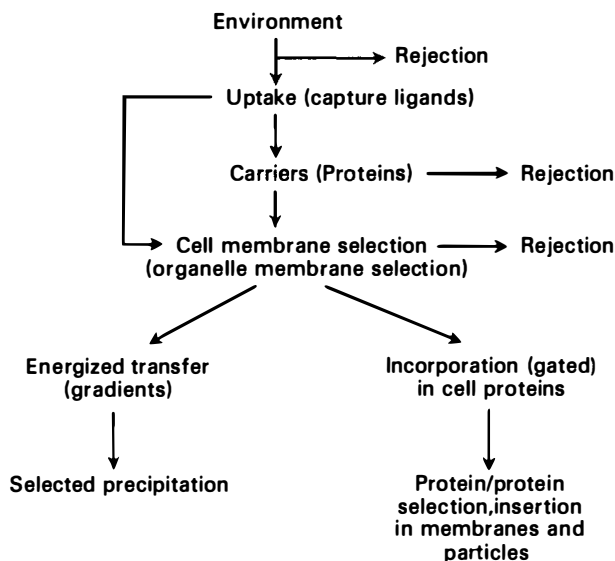 Environment
Rejection
Uptake (capture ligands)
Carriers (Proteins)
Rejection
Cell membrane selection
(organelle membrane selection)
Rejection
Energized transfer
(gradients)
Incorporation (gated)
in cell proteins
Selected precipitation
Protein/protein
selection,insertion
in membranes and
particles